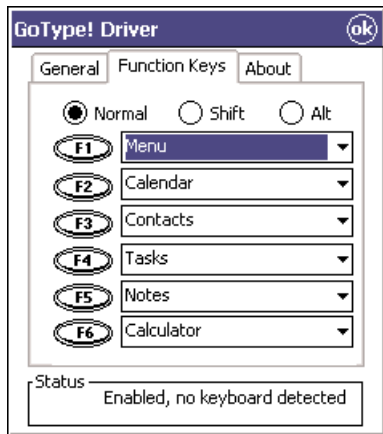 GoType! Driver ok
General Function Keys About
Normal Shift Alt
F1 Menu
F2 Calendar
F3 Contacts
F4 Tasks
F5 Notes
F6 Calculator
Status
Enabled, no keyboard detected